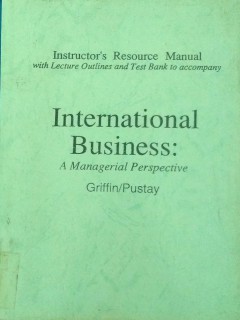 Instructor's Resource Manual
with Lecture Outlines and Test Bank to accompany
International
Business:
A Managerial Perspective
Griffin/Pustay